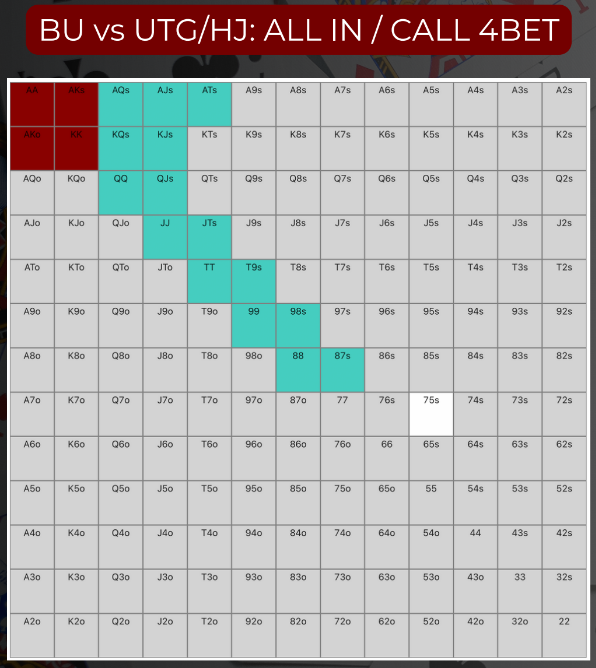 BU vs UTG/HJ: ALL IN / CALL 4BET
AA AKs AQs AJs ATs A9s A8s A7s A6s A5s A4s A3s A2s
AKo KK KQs KJs KTs K9s K8s K7s K6s K5s K4s K3s K2s
AQo KQo QQ QJs QTs Q9s Q8s Q7s Q6s Q5s Q4s Q3s Q2s
AJo KJo QJo JJ JTs J9s J8s J7s J6s J5s J4s J3s J2s
ATo KTo QTo JTo TT T9s T8s T7s T6s T5s T4s T3s T2s
A9o K9o Q9o J9o T9o 99 98s 97s 96s 95s 94s 93s 92s
A8o K8o Q8o J8o T8o 98o 88 87s 86s 85s 84s 83s 82s
A7o K7o Q7o J7o T7o 97o 87o 77 76s 75s 74s 73s 72s
A6o K6o Q6o J6o T6o 96o 86o 76o 66 65s 64s 63s 62s
A5o K5o Q5o J5o T5o 95o 85o 75o 65o 55 54s 53s 52s
A4o K4o Q4o J4o T4o 94o 84o 74o 64o 54o 44 43s 42s
A3o K3o Q3o J3o T3o 93o 83o 73o 63o 53o 43o 33 32s
A2o K2o Q2o J2o T2o 92o 82o 72o 62o 52o 42o 32o 22